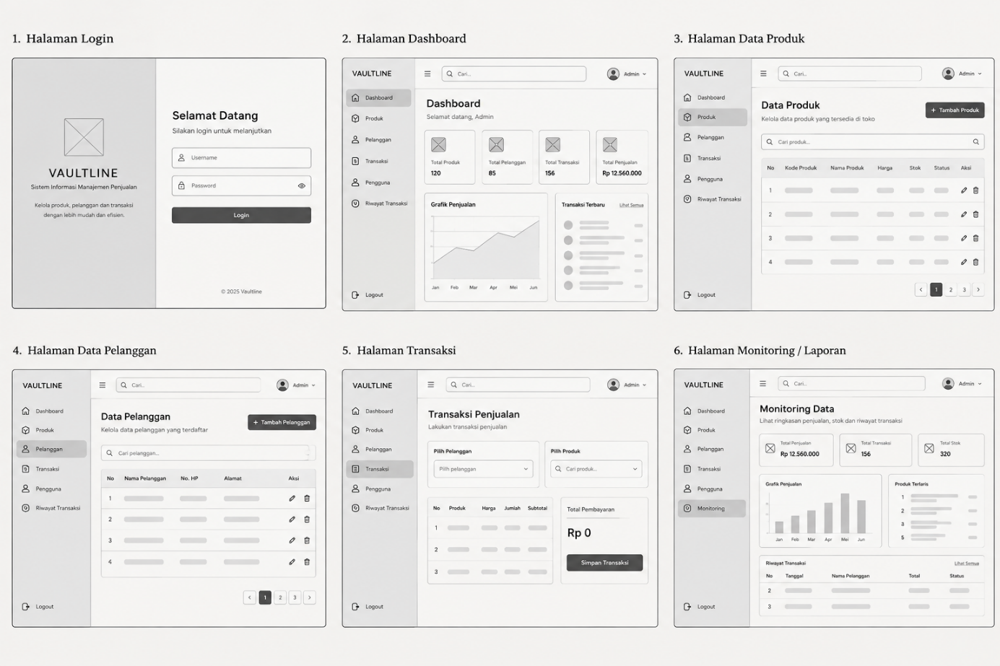 1. Halaman Login
VAULTLINE
Sistem Informasi Manajemen Penjualan
Kelola produk, pelanggan dan transaksi
dengan lebih mudah dan efisien.
Selamat Datang
Silakan login untuk melanjutkan
Username
Password
Login
© 2025 Vaultline
2. Halaman Dashboard
VAULTLINE
Cari...
Admin
Dashboard
Produk
Pelanggan
Transaksi
Pengguna
Riwayat Transaksi
Logout
Dashboard
Selamat datang, Admin
Total Produk
120
Total Pelanggan
85
Total Transaksi
156
Total Penjualan
Rp 12.560.000
Grafik Penjualan
Jan Feb Mar Apr Mei Jun
Transaksi Terbaru Lihat Semua
3. Halaman Data Produk
VAULTLINE
Cari...
Admin
Dashboard
Produk
Pelanggan
Transaksi
Pengguna
Riwayat Transaksi
Logout
Data Produk
Kelola data produk yang tersedia di toko
+ Tambah Produk
Cari produk...
No Kode Produk Nama Produk Harga Stok Status Aksi
1
2
3
4
< 1 2 3 >
4. Halaman Data Pelanggan
VAULTLINE
Cari...
Admin
Dashboard
Produk
Pelanggan
Transaksi
Pengguna
Riwayat Transaksi
Logout
Data Pelanggan
Kelola data pelanggan yang terdaftar
+ Tambah Pelanggan
Cari pelanggan...
No Nama Pelanggan No. HP Alamat Aksi
1
2
3
4
< 1 2 3 >
5. Halaman Transaksi
VAULTLINE
Cari...
Admin
Dashboard
Produk
Pelanggan
Transaksi
Pengguna
Riwayat Transaksi
Logout
Transaksi Penjualan
Lakukan transaksi penjualan
Pilih Pelanggan
Pilih pelanggan
Pilih Produk
Cari produk...
No Produk Harga Jumlah Subtotal
1
2
3
Total Pembayaran
Rp 0
Simpan Transaksi
6. Halaman Monitoring / Laporan
VAULTLINE
Cari...
Admin
Dashboard
Produk
Pelanggan
Transaksi
Pengguna
Monitoring
Logout
Monitoring Data
Lihat ringkasan penjualan, stok dan riwayat transaksi
Total Penjualan
Rp 12.560.000
Total Transaksi
156
Total Stok
320
Grafik Penjualan
Jan Feb Mar Apr Mei Jun
Produk Terlaris
1
2
3
5
Riwayat Transaksi Lihat Semua
No Tanggal Nama Pelanggan Total Status
2
3